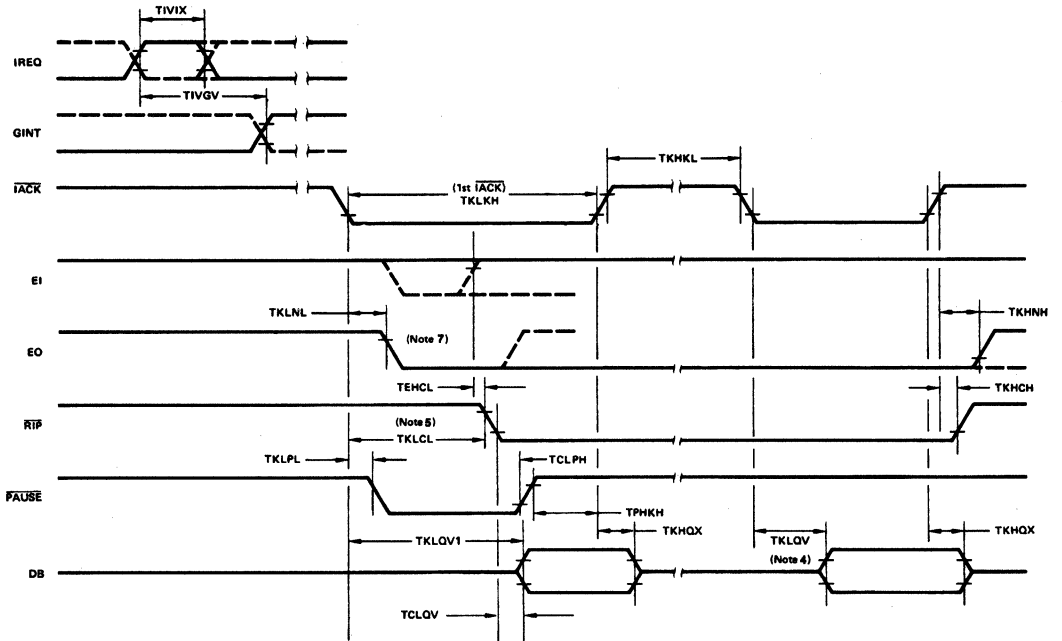 TIVIX
IREQ
TIVGV
GINT
IACK
(1st IACK)
TKLKH
TKHKL
EI
TKLNL
EO
(Note 7)
TKHNH
TEHCL
TKHCH
RIP
(Note 5)
TKLCL
TKLPL
TCLPH
PAUSE
TPHKH
TKHQX
TKLQV1
TKLQV
(Note 4)
TKHQX
DB
TCLQV